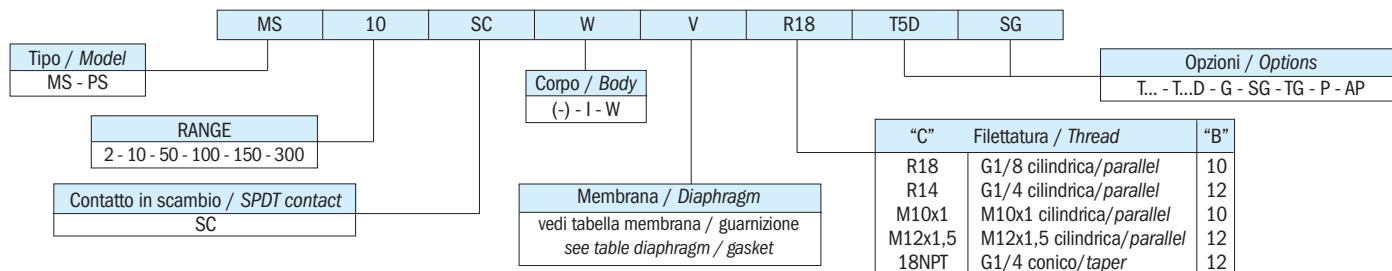 MS 10 SC W V R18 T5D SG
Tipo / Model
MS - PS
RANGE
2 - 10 - 50 - 100 - 150 - 300
Contatto in scambio / SPDT contact
SC
Corpo / Body
(-) - I - W
Membrana / Diaphragm
vedi tabella membrana / guarnizione
see table diaphragm / gasket
Opzioni / Options
T... - T...D - G - SG - TG - P - AP
“C” Filettatura / Thread “B”
R18 G1/8 cilindrica/parallel 10
R14 G1/4 cilindrica/parallel 12
M10x1 M10x1 cilindrica/parallel 10
M12x1,5 M12x1,5 cilindrica/parallel 12
18NPT G1/4 conico/taper 12